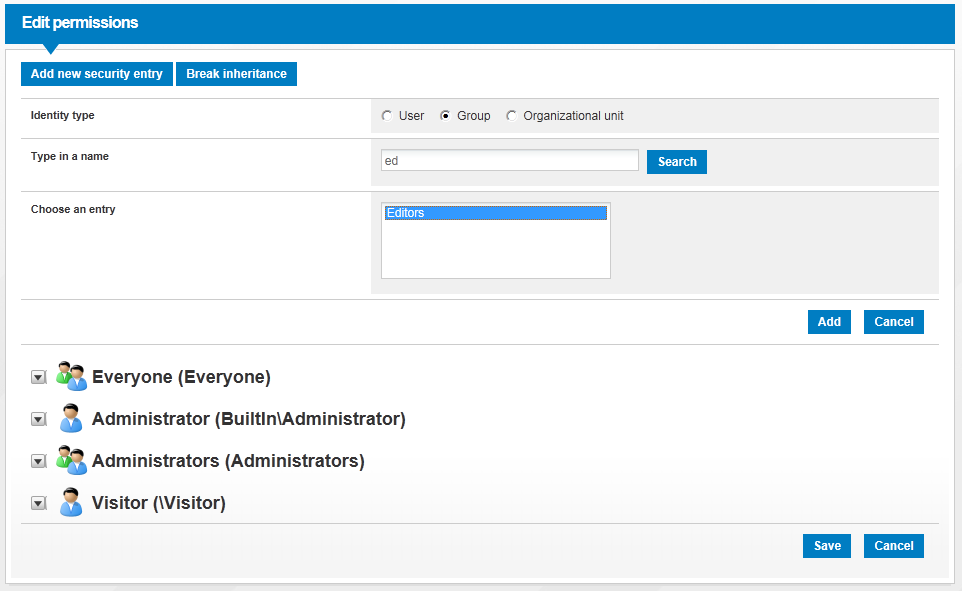 Edit permissions
Add new security entry Break inheritance
Identity type User Group Organizational unit
Type in a name ed Search
Choose an entry Editors
Add Cancel
Everyone (Everyone)
Administrator (BuiltIn\Administrator)
Administrators (Administrators)
Visitor (\Visitor)
Save Cancel